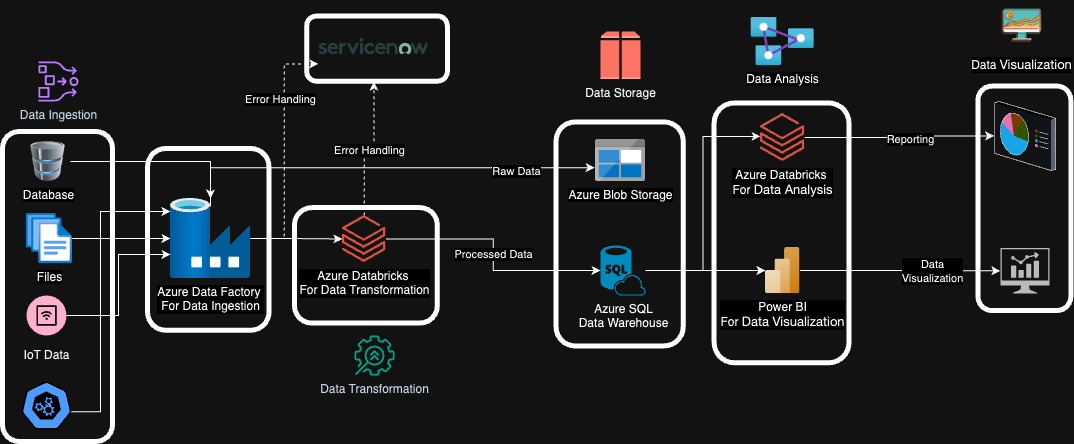 servicenow
Error Handling
Error Handling
Data Ingestion
Database
Files
IoT Data
Azure Data Factory
For Data Ingestion
Azure Databricks
For Data Transformation
Data Transformation
Raw Data
Processed Data
Data Storage
Azure Blob Storage
SQL
Azure SQL
Data Warehouse
Data Analysis
Azure Databricks
For Data Analysis
Power BI
For Data Visualization
Reporting
Data
Visualization
Data Visualization